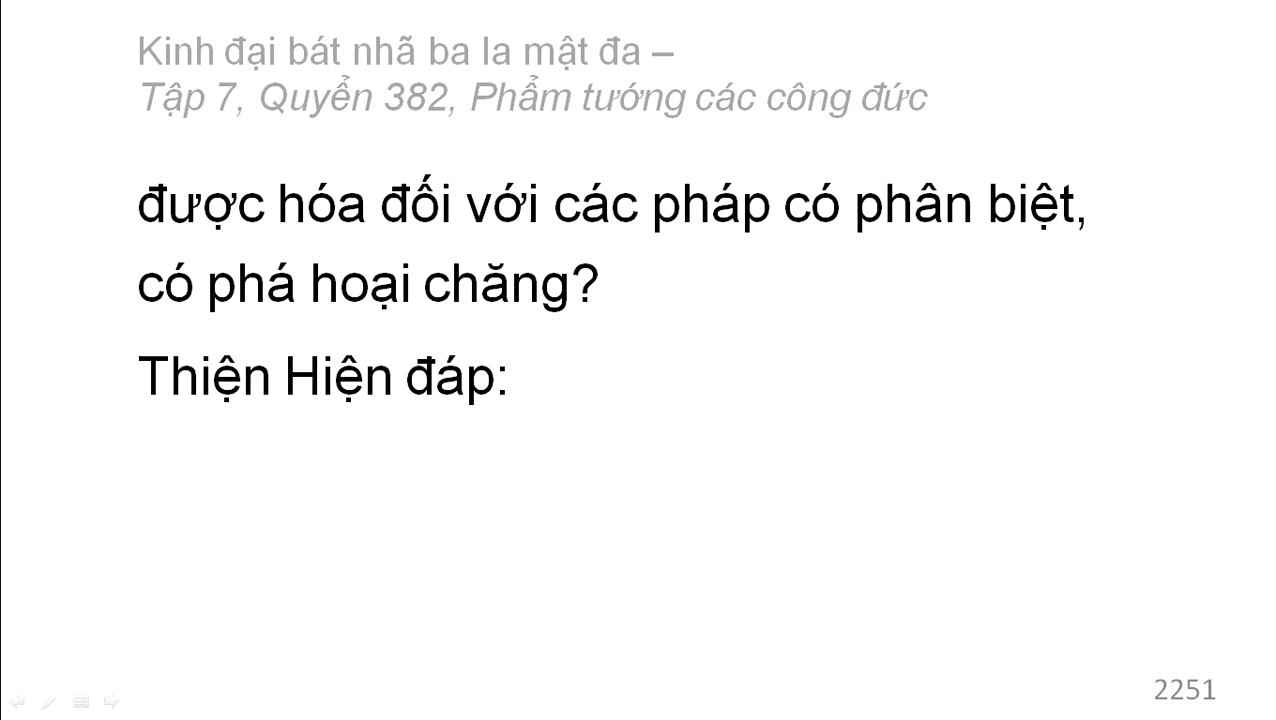 Kinh đại bát nhã ba la mật đa –
Tập 7, Quyển 382, Phẩm tướng các công đức
được hóa đối với các pháp có phân biệt,
có phá hoại chăng?
Thiện Hiện đáp:
2251